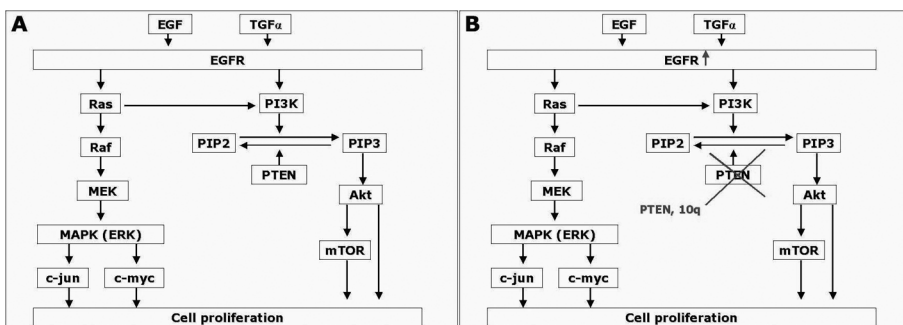 A
EGF
TGFα
EGFR
Ras
PI3K
Raf
PIP2
PIP3
PTEN
MEK
Akt
MAPK (ERK)
mTOR
c-jun
c-myc
Cell proliferation
B
EGF
TGFα
EGFR
Ras
PI3K
Raf
PIP2
PIP3
PTEN
MEK
Akt
PTEN, 10q
MAPK (ERK)
mTOR
c-jun
c-myc
Cell proliferation